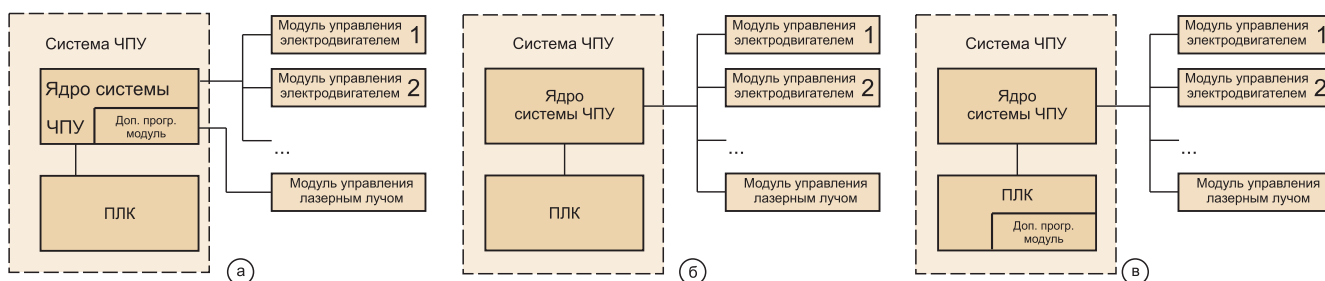 Система ЧПУ
Ядро системы
ЧПУ
Доп. прогр.
модуль
ПЛК
Модуль управления
электродвигателем 1
Модуль управления
электродвигателем 2
...
Модуль управления
лазерным лучом
а
Система ЧПУ
Ядро
системы ЧПУ
ПЛК
Модуль управления
электродвигателем 1
Модуль управления
электродвигателем 2
...
Модуль управления
лазерным лучом
б
Система ЧПУ
Ядро
системы ЧПУ
ПЛК
Доп. прогр.
модуль
Модуль управления
электродвигателем 1
Модуль управления
электродвигателем 2
...
Модуль управления
лазерным лучом
в